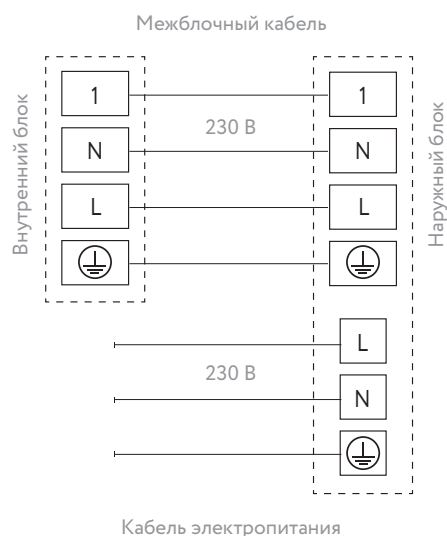 Межблочный кабель
Внутренний блок
Наружный блок
1
1
230 В
N
N
L
L
L
230 В
N
Кабель электропитания